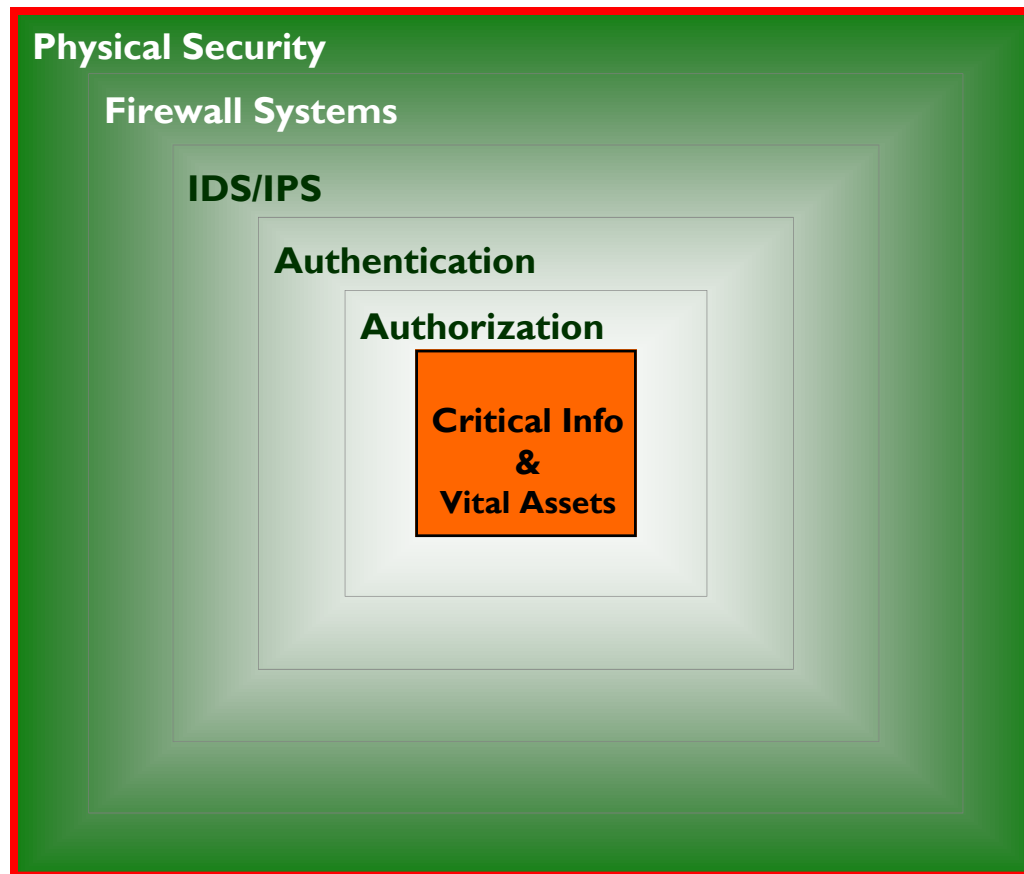 Physical Security
Firewall Systems
IDS/IPS
Authentication
Authorization
Critical Info
&
Vital Assets